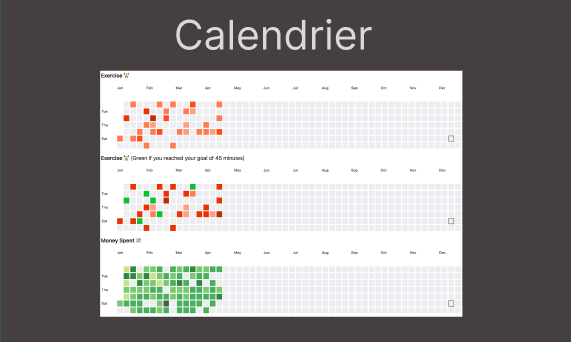 Calendrier
Exercise
Jan Feb Mar Apr May Jun Jul Aug Sep Oct Nov Dec
Tue
Thu
Sat
Exercise (Green if you reached your goal of 45 minutes)
Jan Feb Mar Apr May Jun Jul Aug Sep Oct Nov Dec
Tue
Thu
Sat
Money Spent
Jan Feb Mar Apr May Jun Jul Aug Sep Oct Nov Dec
Tue
Thu
Sat